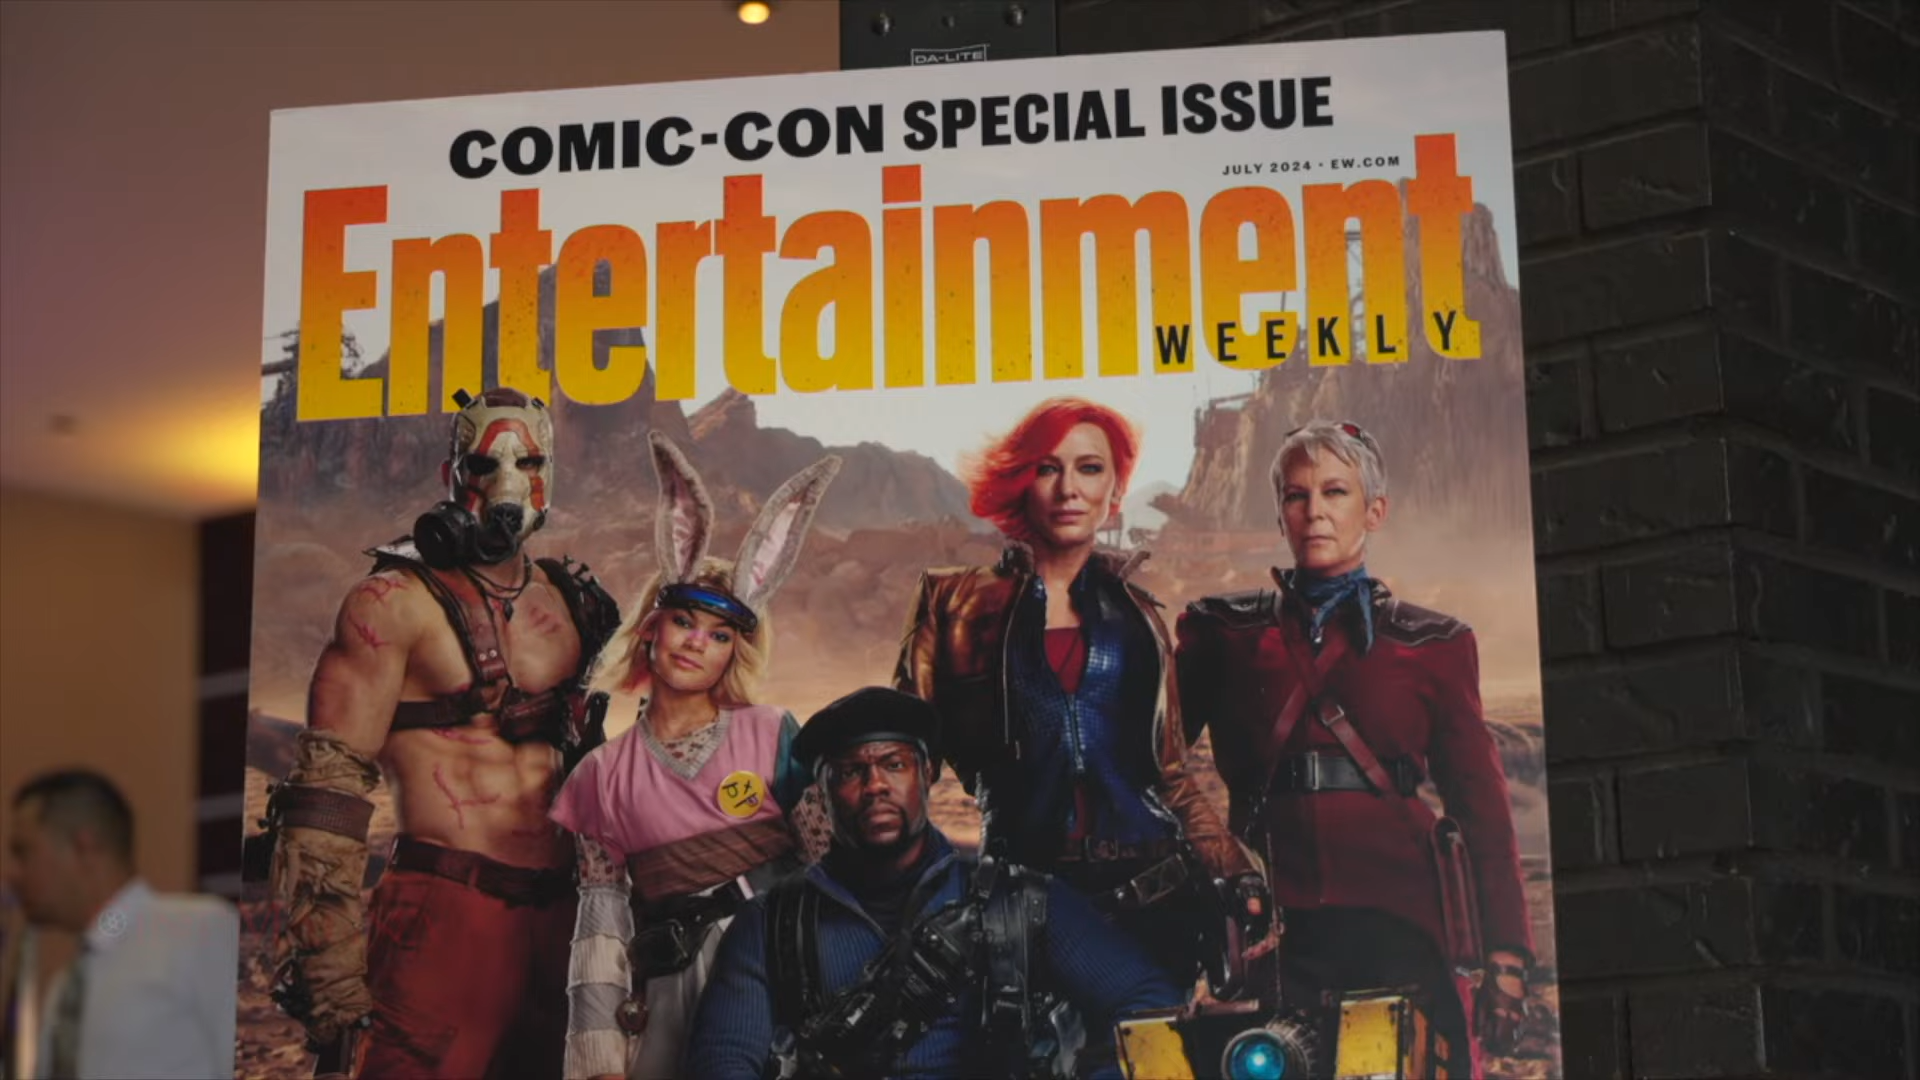 DA-LITE
COMIC-CON SPECIAL ISSUE
JULY 2024 · EW.COM
Entertainment
WEEKLY